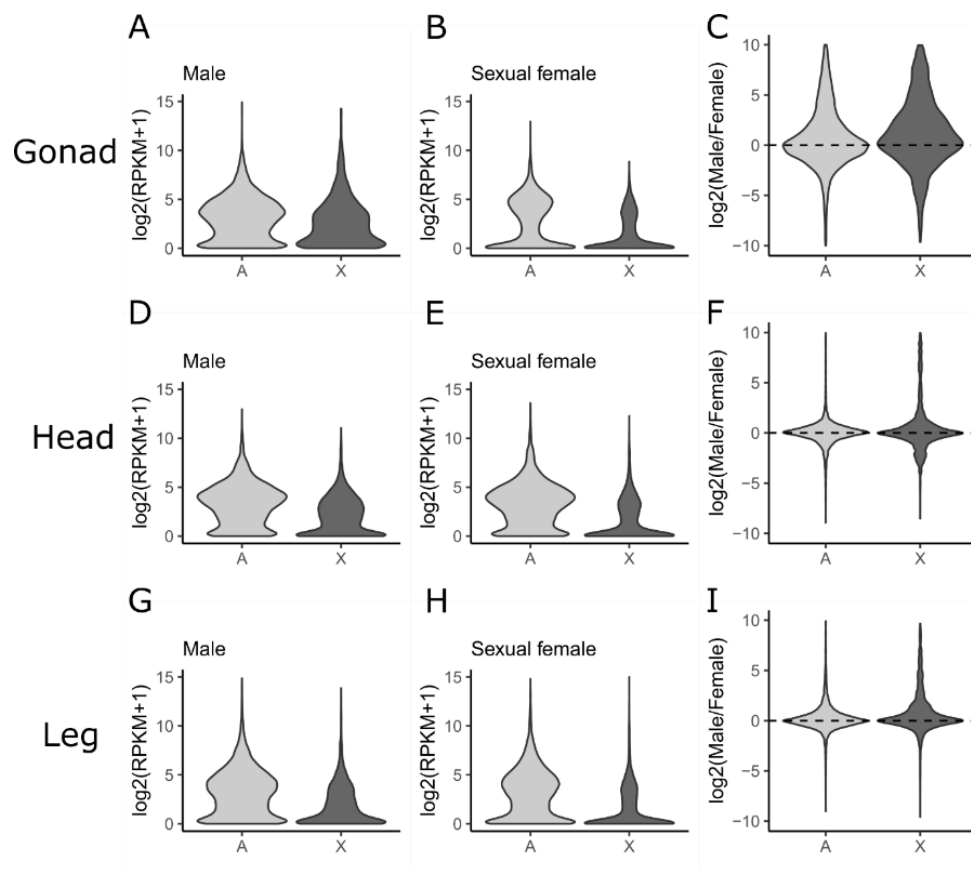 A
B
C
Gonad
Male
log2(RPKM+1)
15
10
5
0
A
X
Sexual female
log2(RPKM+1)
15
10
5
0
A
X
log2(Male/Female)
10
5
0
−5
−10
A
X
D
E
F
Head
Male
log2(RPKM+1)
15
10
5
0
A
X
Sexual female
log2(RPKM+1)
15
10
5
0
A
X
log2(Male/Female)
10
5
0
−5
−10
A
X
G
H
I
Leg
Male
log2(RPKM+1)
15
10
5
0
A
X
Sexual female
log2(RPKM+1)
15
10
5
0
A
X
log2(Male/Female)
10
5
0
−5
−10
A
X